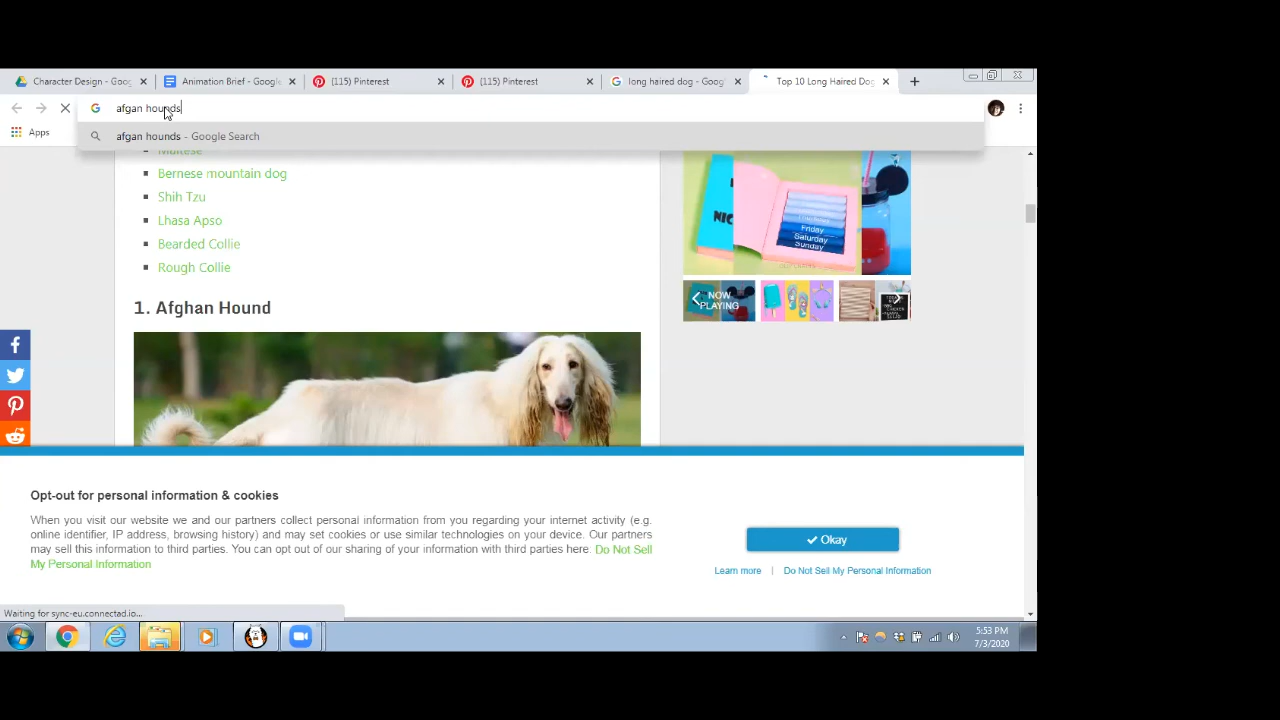 Character Design - Goog
Animation Brief - Google
(115) Pinterest
(115) Pinterest
long haired dog - Goog
Top 10 Long Haired Dog
afgan hounds
Apps
afgan hounds - Google Search
Maltese
Bernese mountain dog
Shih Tzu
Lhasa Apso
Bearded Collie
Rough Collie
1. Afghan Hound
NIC
Friday
Saturday
Sunday
NOW
PLAYING
Opt-out for personal information & cookies
When you visit our website we and our partners collect personal information from you regarding your internet activity (e.g.
online identifier, IP address, browsing history) and may set cookies or use similar technologies on your device. Our partners
may sell this information to third parties. You can opt out of our sharing of your information with third parties here. Do Not Sell
My Personal Information
Okay
Learn more | Do Not Sell My Personal Information
Waiting for sync-eu.connectad.io...
5:53 PM
7/3/2020